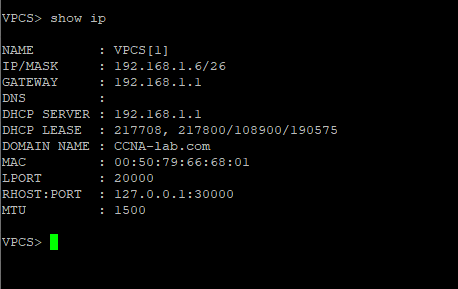 VPCS> show ip
NAME        : VPCS[1]
IP/MASK     : 192.168.1.6/26
GATEWAY     : 192.168.1.1
DNS         :
DHCP SERVER : 192.168.1.1
DHCP LEASE  : 217708, 217800/108900/190575
DOMAIN NAME : CCNA-lab.com
MAC         : 00:50:79:66:68:01
LPORT       : 20000
RHOST:PORT  : 127.0.0.1:30000
MTU         : 1500
VPCS>